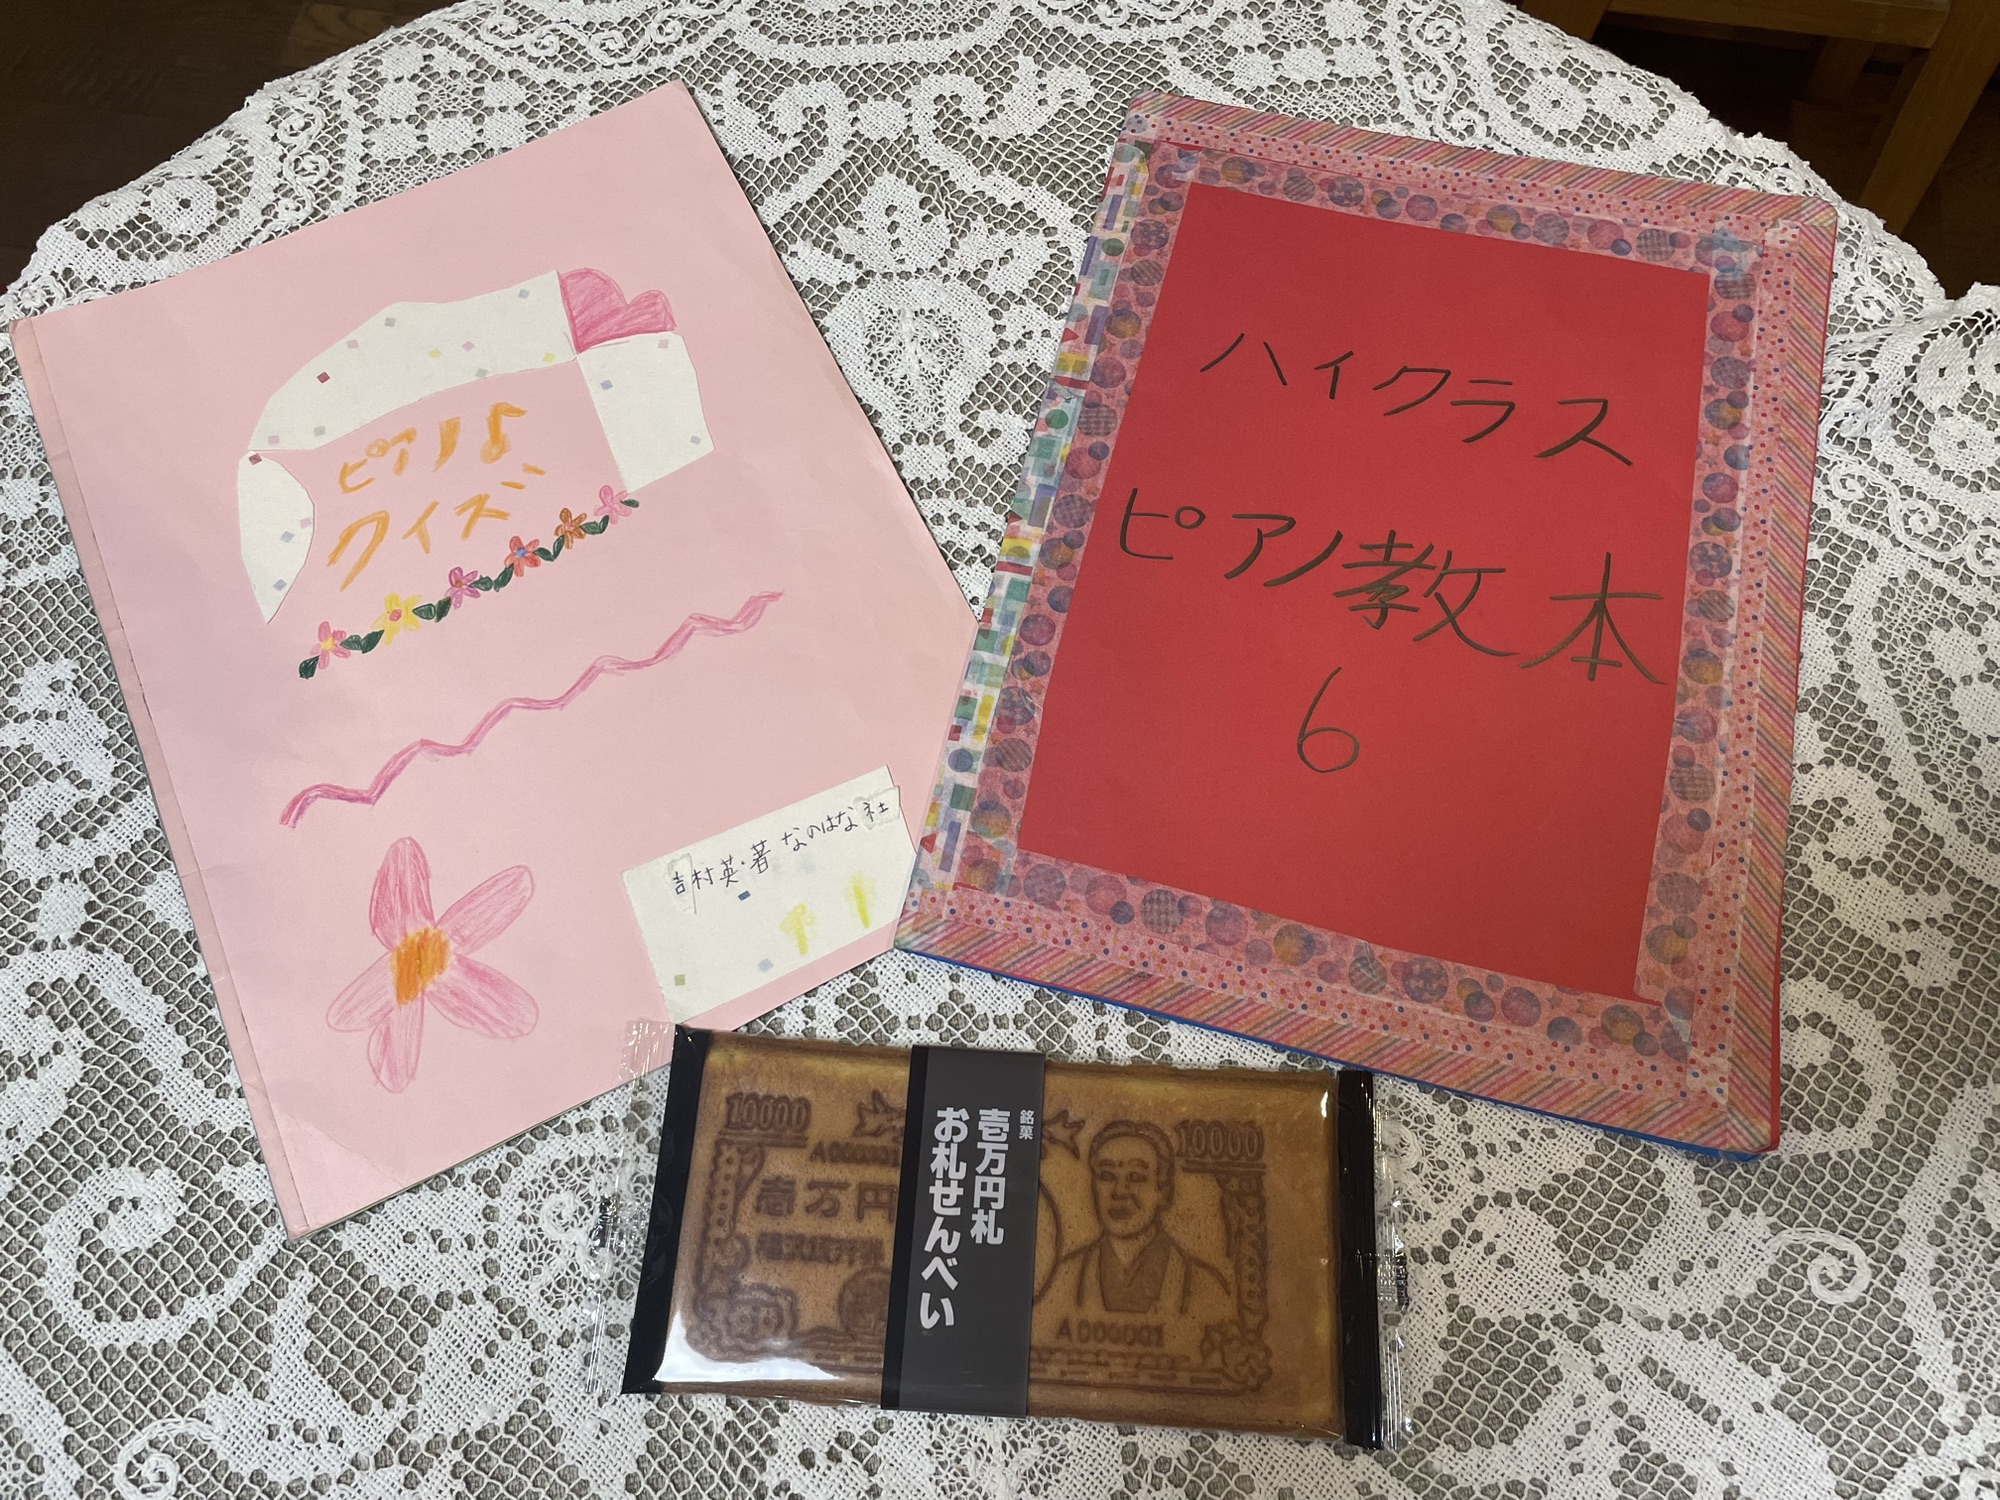 ピアノ♪
クイズ
吉村英・著 なのはな社
ハイクラス
ピアノ教本
6
銘菓
壱万円札
お札せんべい
10000
A000001
壱万円
10000
A000001